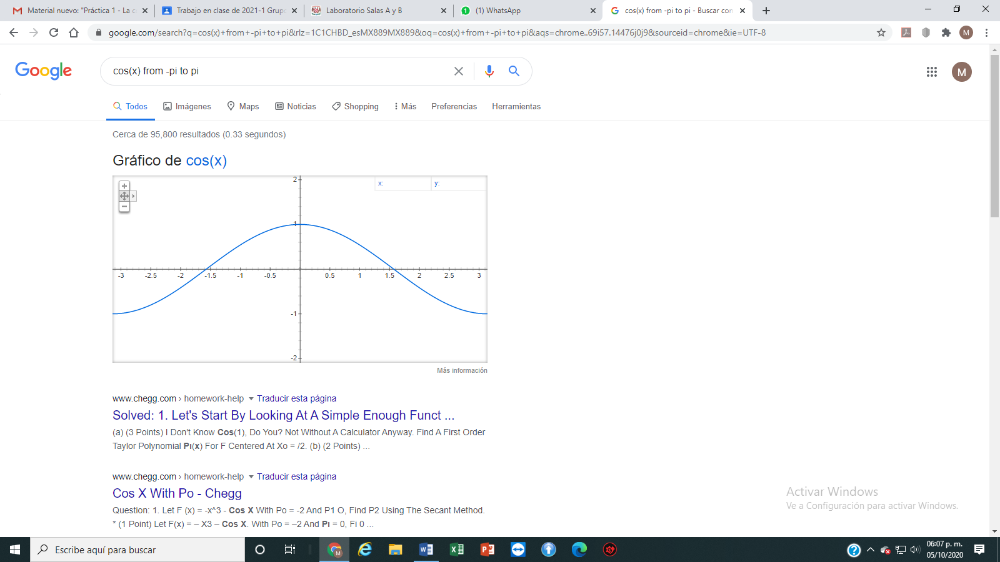 Material nuevo: "Práctica 1 - La c
Trabajo en clase de 2021-1 Grupo
Laboratorio Salas A y B
(1) WhatsApp
cos(x) from -pi to pi - Buscar con
google.com/search?q=cos(x)+from+-pi+to+pi&rlz=1C1CHBD_esMX889MX889&oq=cos(x)+from+-pi+to+pi&aqs=chrome..69i57.14476j0j9&sourceid=chrome&ie=UTF-8
M
Google
cos(x) from -pi to pi
M
Todos
Imágenes
Maps
Noticias
Shopping
Más
Preferencias
Herramientas
Cerca de 95,800 resultados (0.33 segundos)
Gráfico de cos(x)
x:
y:
2
1
-3 -2.5 -2 -1.5 -1 -0.5 0.5 1 1.5 2 2.5 3
-1
-2
Más información
www.chegg.com › homework-help Traducir esta página
Solved: 1. Let's Start By Looking At A Simple Enough Funct ...
(a) (3 Points) I Don't Know Cos(1), Do You? Not Without A Calculator Anyway. Find A First Order
Taylor Polynomial Pı(x) For F Centered At Xo = /2. (b) (2 Points) ...
www.chegg.com › homework-help Traducir esta página
Cos X With Po - Chegg
Question: 1. Let F (x) = -x^3 - Cos X With Po = -2 And P1 O, Find P2 Using The Secant Method.
* (1 Point) Let F(x) = – X3 – Cos X. With Po = –2 And Pı = 0, Fi 0 ...
Activar Windows
Ve a Configuración para activar Windows.
Escribe aquí para buscar
06:07 p. m.
05/10/2020